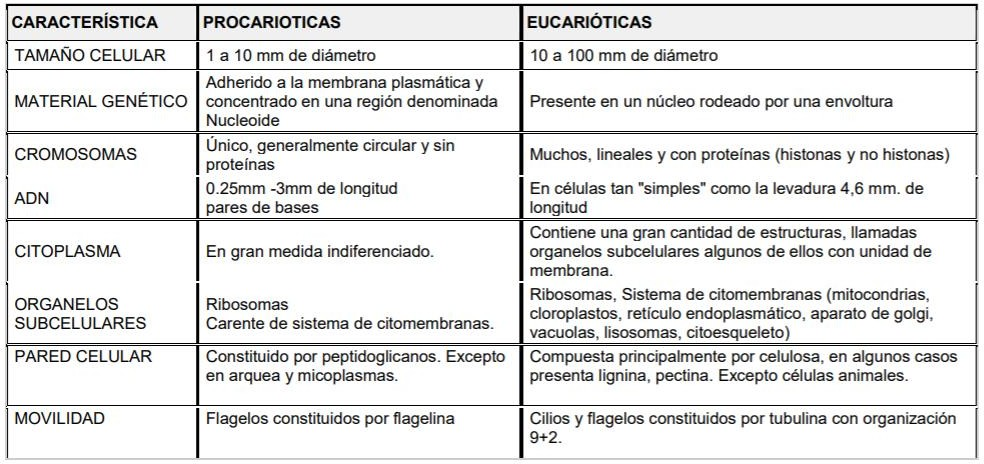 CARACTERÍSTICA PROCARIOTICAS EUCARIÓTICAS
TAMAÑO CELULAR 1 a 10 mm de diámetro 10 a 100 mm de diámetro
MATERIAL GENÉTICO
Adherido a la membrana plasmática y
concentrado en una región denominada
Nucleoide
Presente en un núcleo rodeado por una envoltura
CROMOSOMAS
Único, generalmente circular y sin
proteínas
Muchos, lineales y con proteínas (histonas y no histonas)
ADN
0.25mm -3mm de longitud
pares de bases
En células tan "simples" como la levadura 4,6 mm. de
longitud
CITOPLASMA
En gran medida indiferenciado.
Contiene una gran cantidad de estructuras, llamadas
organelos subcelulares algunos de ellos con unidad de
membrana.
ORGANELOS
SUBCELULARES
Ribosomas
Carente de sistema de citomembranas.
Ribosomas, Sistema de citomembranas (mitocondrias,
cloroplastos, retículo endoplasmático, aparato de golgi,
vacuolas, lisosomas, citoesqueleto)
PARED CELULAR
Constituido por peptidoglicanos. Excepto
en arquea y micoplasmas.
Compuesta principalmente por celulosa, en algunos casos
presenta lignina, pectina. Excepto células animales.
MOVILIDAD
Flagelos constituidos por flagelina
Cilios y flagelos constituidos por tubulina con organización
9+2.